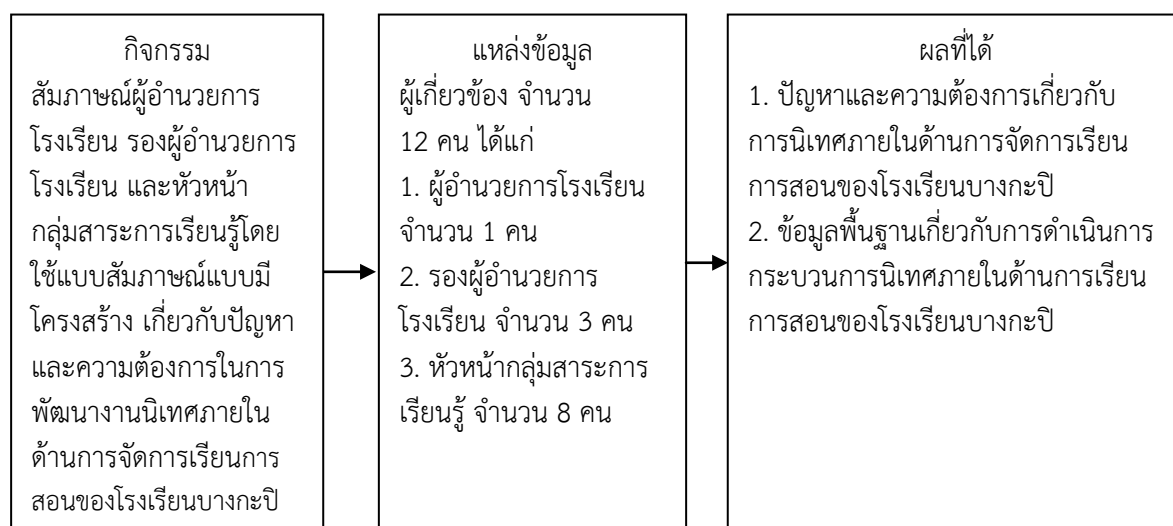 กิจกรรม
สัมภาษณ์ผู้อำนวยการ
โรงเรียน รองผู้อำนวยการ
โรงเรียน และหัวหน้า
กลุ่มสาระการเรียนรู้โดย
ใช้แบบสัมภาษณ์แบบมี
โครงสร้าง เกี่ยวกับปัญหา
และความต้องการในการ
พัฒนางานนิเทศภายใน
ด้านการจัดการเรียนการ
สอนของโรงเรียนบางกะปิ
แหล่งข้อมูล
ผู้เกี่ยวข้อง จำนวน
12 คน ได้แก่
1. ผู้อำนวยการโรงเรียน
จำนวน 1 คน
2. รองผู้อำนวยการ
โรงเรียน จำนวน 3 คน
3. หัวหน้ากลุ่มสาระการ
เรียนรู้ จำนวน 8 คน
ผลที่ได้
1. ปัญหาและความต้องการเกี่ยวกับ
การนิเทศภายในด้านการจัดการเรียน
การสอนของโรงเรียนบางกะปิ
2. ข้อมูลพื้นฐานเกี่ยวกับการดำเนินการ
กระบวนการนิเทศภายในด้านการเรียน
การสอนของโรงเรียนบางกะปิ